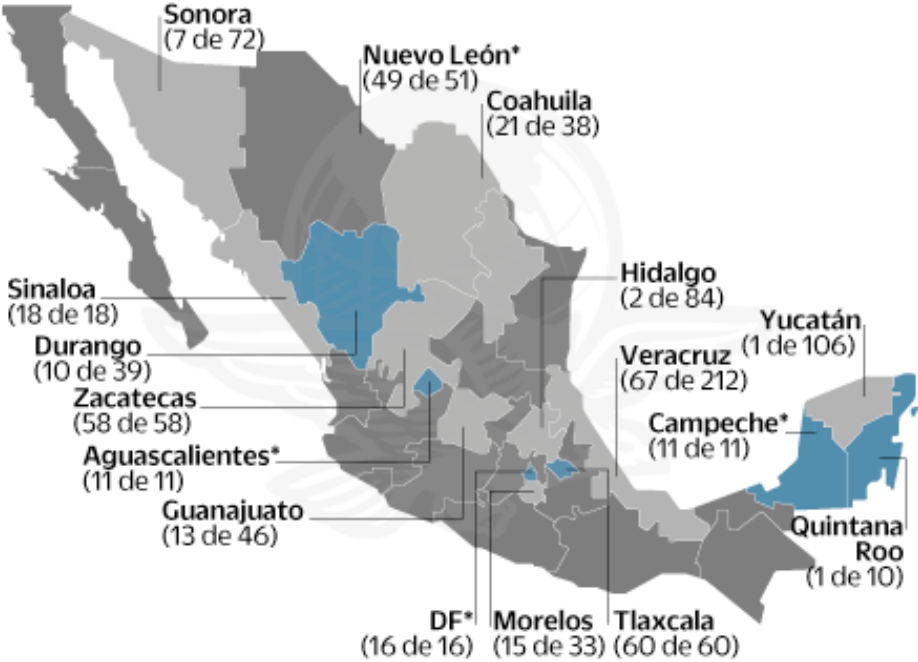 Sonora
(7 de 72)
Nuevo León*
(49 de 51)
Coahuila
(21 de 38)
Hidalgo
(2 de 84)
Sinaloa
(18 de 18)
Yucatán
(1 de 106)
Durango
(10 de 39)
Veracruz
(67 de 212)
Zacatecas
(58 de 58)
Campeche*
(11 de 11)
Aguascalientes*
(11 de 11)
Guanajuato
(13 de 46)
Quintana
Roo
(1 de 10)
DF*
(16 de 16)
Morelos
(15 de 33)
Tlaxcala
(60 de 60)